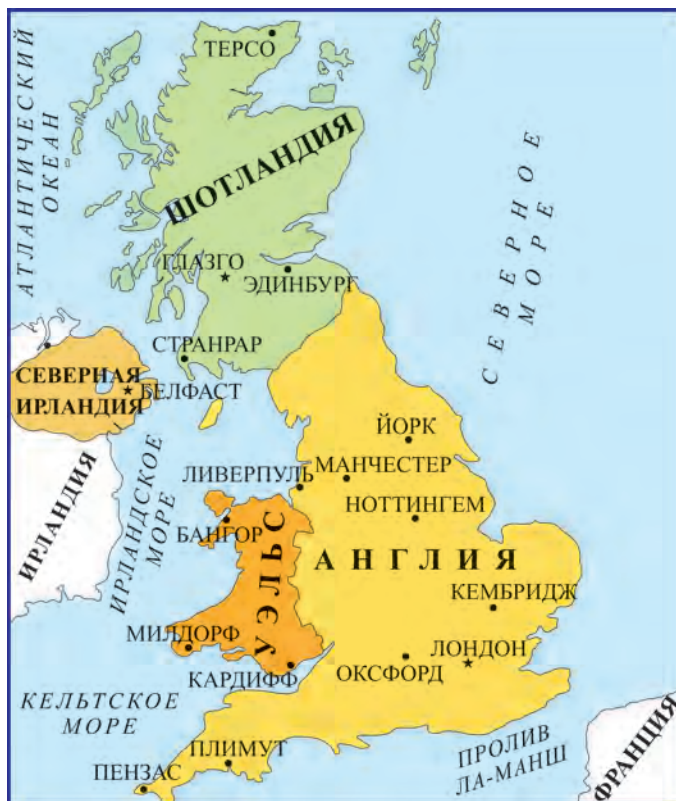 ТЕРСО
АТЛАНТИЧЕСКИЙ
ОКЕАН
ШОТЛАНДИЯ
СЕВЕРНОЕ
МОРЕ
ГЛАЗГО
ЭДИНБУРГ
СТРАНРАР
СЕВЕРНАЯ
ИРЛАНДИЯ
БЕЛФАСТ
ЙОРК
ЛИВЕРПУЛЬ
МАНЧЕСТЕР
ИРЛАНДИЯ
ИРЛАНДСКОЕ
МОРЕ
БАНГОР
НОТТИНГЕМ
УЭЛЬС
АНГЛИЯ
КЕМБРИДЖ
МИЛДОРФ
КАРДИФФ
ОКСФОРД
ЛОНДОН
КЕЛЬТСКОЕ
МОРЕ
ПЛИМУТ
ПЕНЗАС
ПРОЛИВ
ЛА-МАНШ
ФРАНЦИЯ